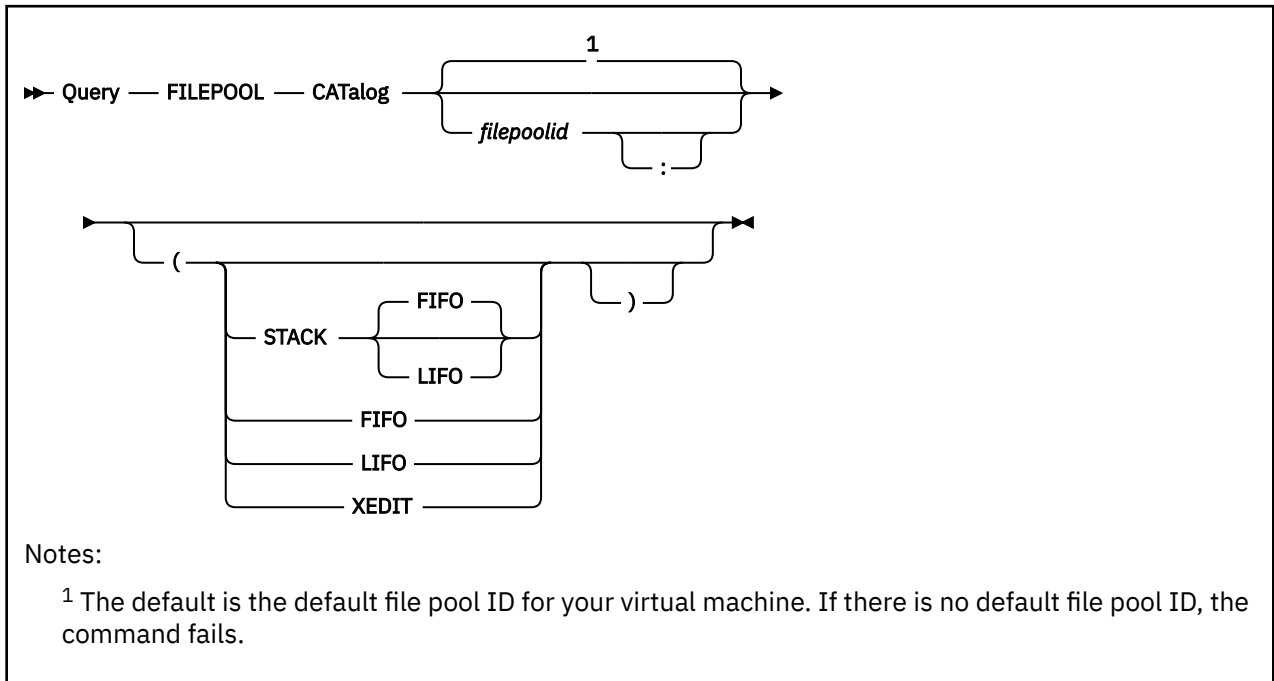 1
Query FILEPOOL CATalog
filepoolid
:
(
FIFO
)
STACK
LIFO
FIFO
LIFO
XEDIT
Notes:
1 The default is the default file pool ID for your virtual machine. If there is no default file pool ID, the
command fails.